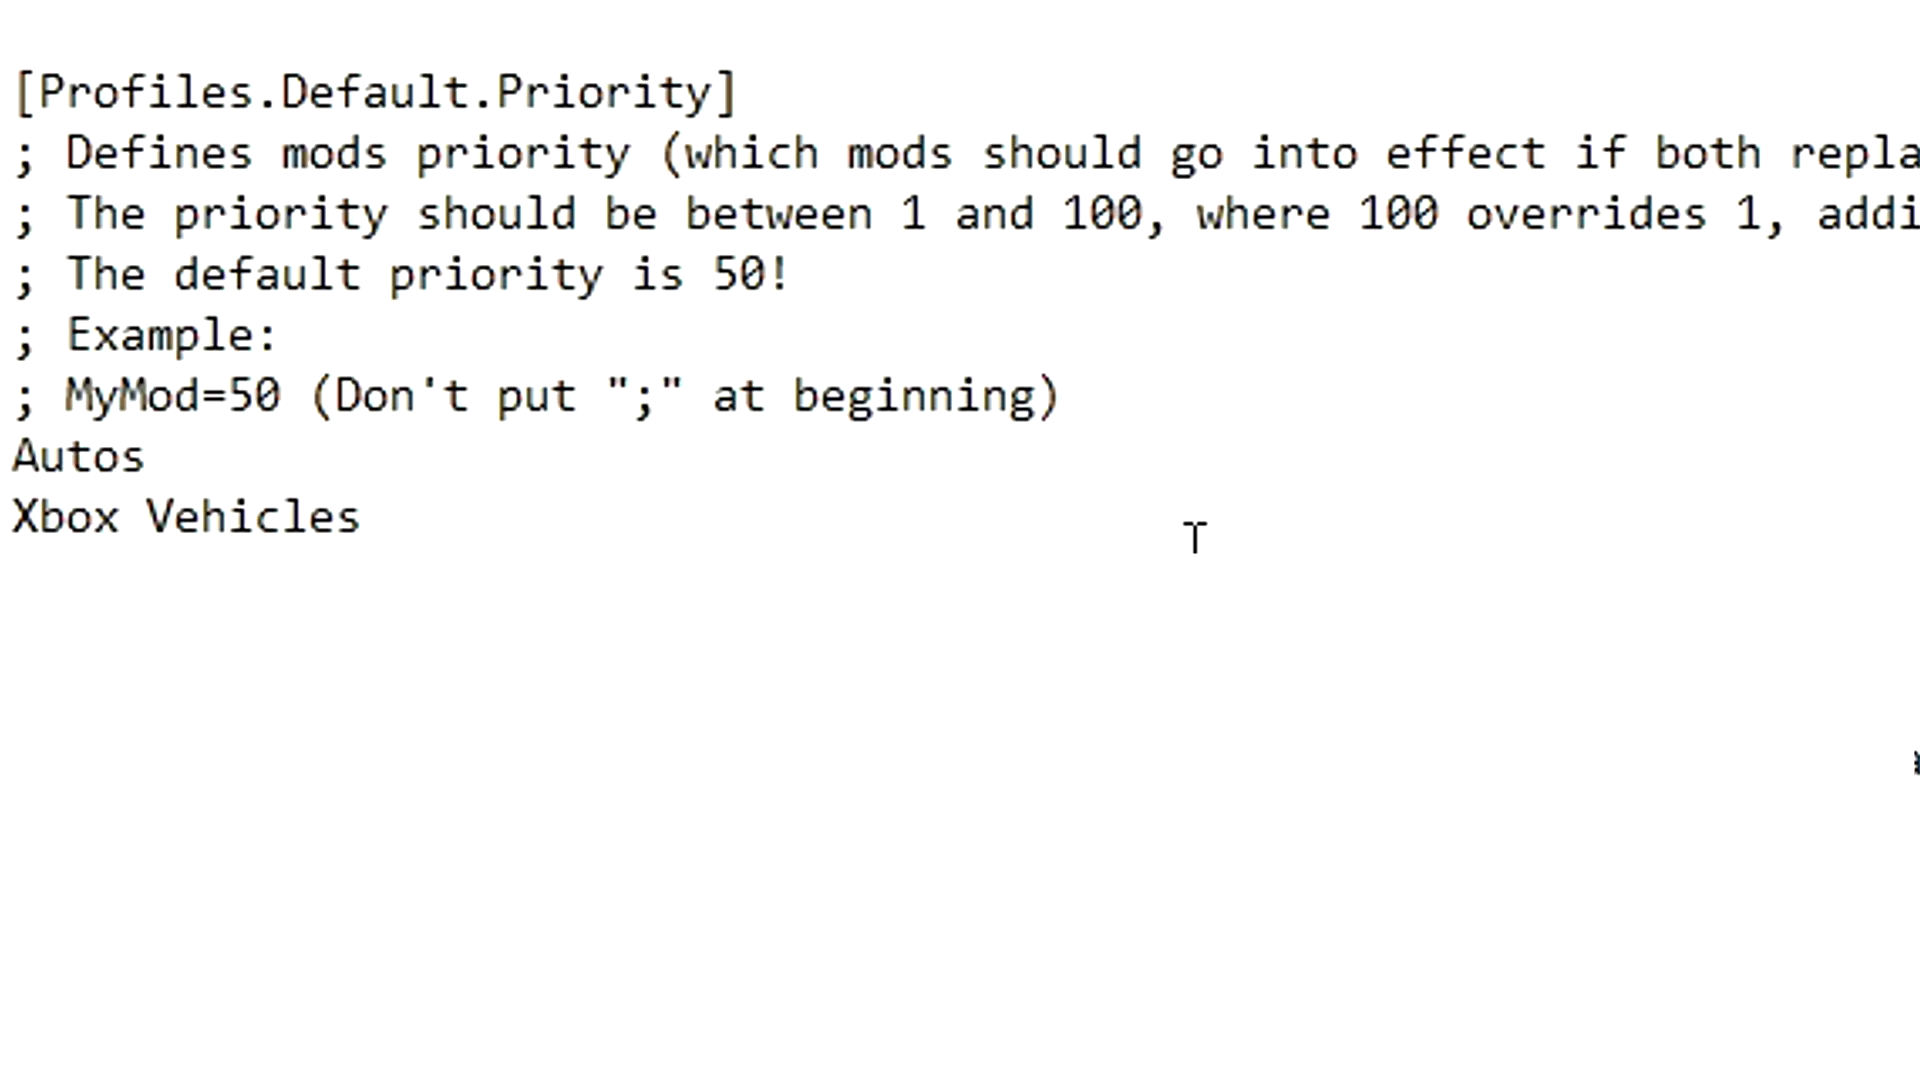 [Profiles.Default.Priority]
; Defines mods priority (which mods should go into effect if both repla
; The priority should be between 1 and 100, where 100 overrides 1, addi
; The default priority is 50!
; Example:
; MyMod=50 (Don't put ";" at beginning)
Autos
Xbox Vehicles